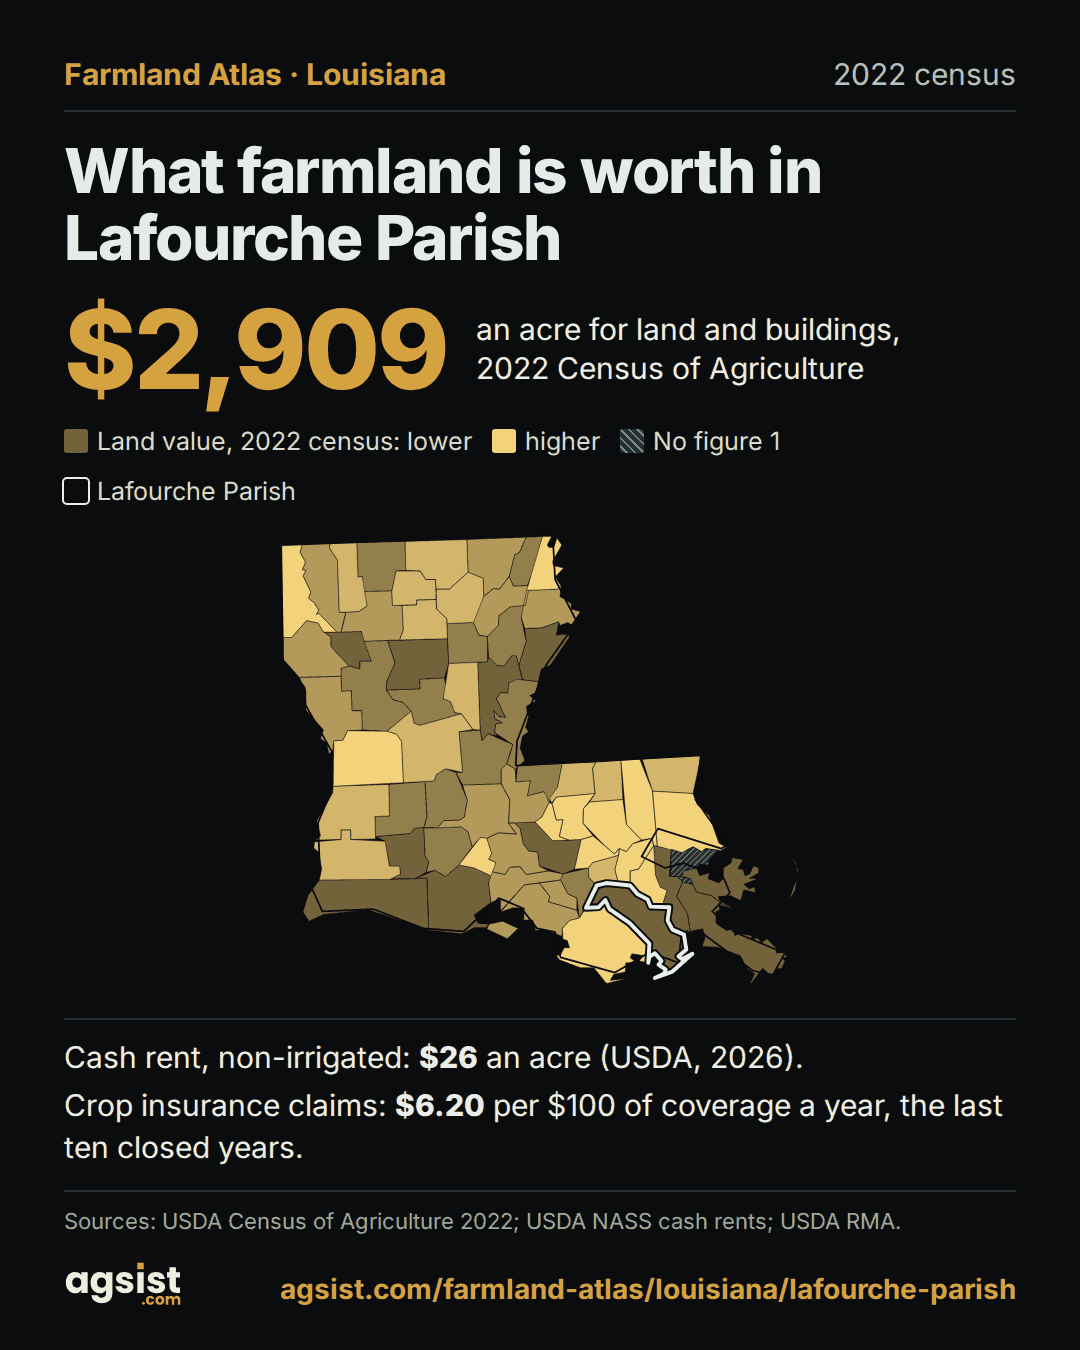 Farmland Atlas · Louisiana
2022 census
What farmland is worth in
Lafourche Parish
$2,909
an acre for land and buildings,
2022 Census of Agriculture
Land value, 2022 census: lower
higher
No figure 1
Lafourche Parish
Cash rent, non-irrigated: $26 an acre (USDA, 2026).
Crop insurance claims: $6.20 per $100 of coverage a year, the last
ten closed years.
Sources: USDA Census of Agriculture 2022; USDA NASS cash rents; USDA RMA.
agsist
.com
agsist.com/farmland-atlas/louisiana/lafourche-parish